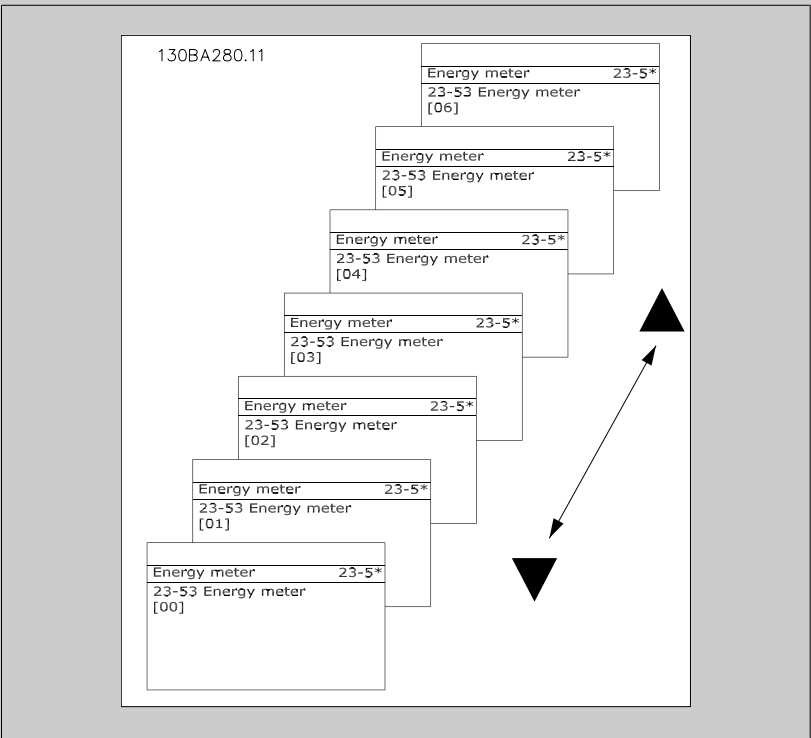 130BA280.11
Energy meter 23-5*
23-53 Energy meter
[06]
Energy meter 23-5*
23-53 Energy meter
[05]
Energy meter 23-5*
23-53 Energy meter
[04]
Energy meter 23-5*
23-53 Energy meter
[03]
Energy meter 23-5*
23-53 Energy meter
[02]
Energy meter 23-5*
23-53 Energy meter
[01]
Energy meter 23-5*
23-53 Energy meter
[00]